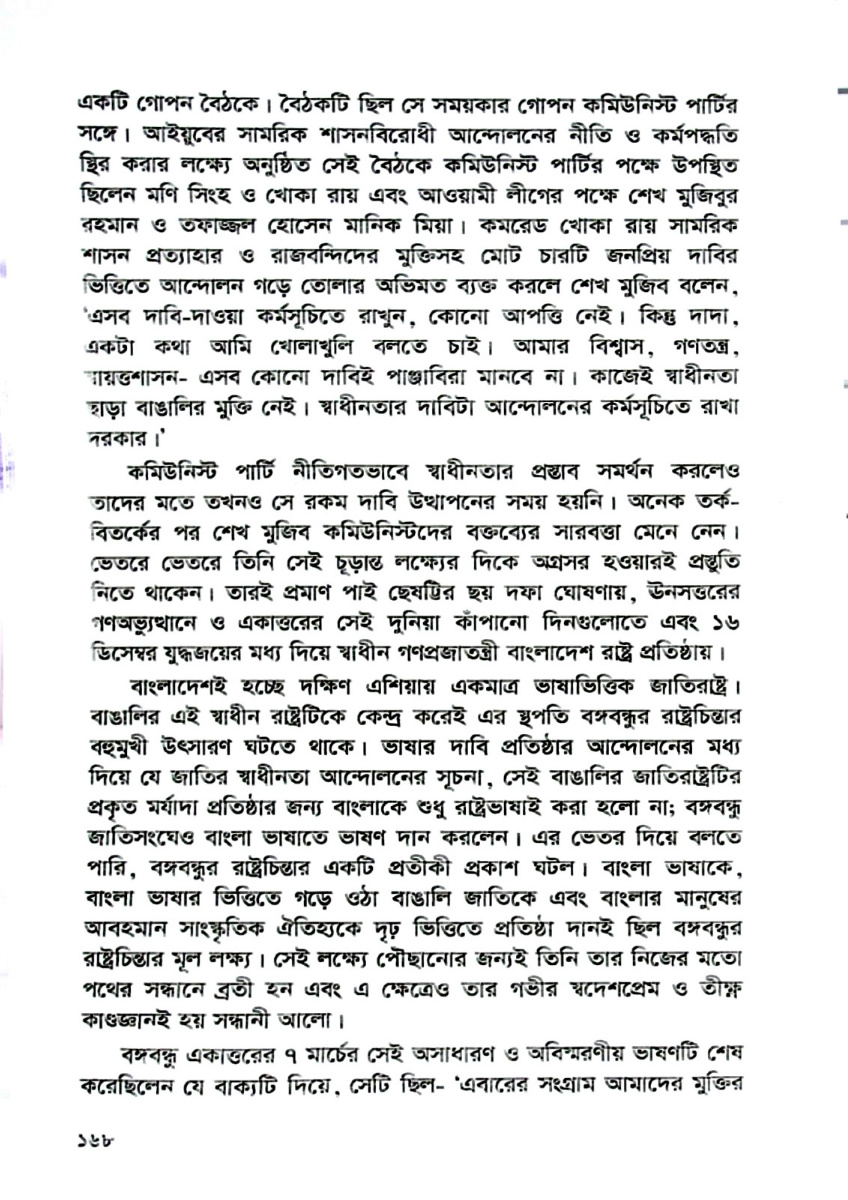 একটি গোপন বৈঠকে। বৈঠকটি ছিল সে সময়কার গোপন কমিউনিস্ট পার্টির
সঙ্গে। আইয়ুবের সামরিক শাসনবিরোধী আন্দোলনের নীতি ও কর্মপদ্ধতি
স্থির করার লক্ষ্যে অনুষ্ঠিত সেই বৈঠকে কমিউনিস্ট পার্টির পক্ষে উপস্থিত
ছিলেন মণি সিংহ ও খোকা রায় এবং আওয়ামী লীগের পক্ষে শেখ মুজিবুর
রহমান ও তফাজ্জল হোসেন মানিক মিয়া। কমরেড খোকা রায় সামরিক
শাসন প্রত্যাহার ও রাজবন্দিদের মুক্তিসহ মোট চারটি জনপ্রিয় দাবির
ভিত্তিতে আন্দোলন গড়ে তোলার অভিমত ব্যক্ত করলে শেখ মুজিব বলেন,
'এসব দাবি-দাওয়া কর্মসূচিতে রাখুন, কোনো আপত্তি নেই। কিন্তু দাদা,
একটা কথা আমি খোলাখুলি বলতে চাই। আমার বিশ্বাস, গণতন্ত্র,
ায়ত্তশাসন- এসব কোনো দাবিই পাঞ্জাবিরা মানবে না। কাজেই স্বাধীনতা
ছাড়া বাঙালির মুক্তি নেই। স্বাধীনতার দাবিটা আন্দোলনের কর্মসূচিতে রাখা
দরকার।'
কমিউনিস্ট পার্টি নীতিগতভাবে স্বাধীনতার প্রস্তাব সমর্থন করলেও
তাদের মতে তখনও সে রকম দাবি উত্থাপনের সময় হয়নি। অনেক তর্ক-
বিতর্কের পর শেখ মুজিব কমিউনিস্টদের বক্তব্যের সারবত্তা মেনে নেন।
ভেতরে ভেতরে তিনি সেই চূড়ান্ত লক্ষ্যের দিকে অগ্রসর হওয়ারই প্রস্তুতি
নিতে থাকেন। তারই প্রমাণ পাই ছেষট্টির ছয় দফা ঘোষণায়, ঊনসত্তরের
গণঅভ্যুত্থানে ও একাত্তরের সেই দুনিয়া কাঁপানো দিনগুলোতে এবং ১৬
ডিসেম্বর যুদ্ধজয়ের মধ্য দিয়ে স্বাধীন গণপ্রজাতন্ত্রী বাংলাদেশ রাষ্ট্র প্রতিষ্ঠায়।
বাংলাদেশই হচ্ছে দক্ষিণ এশিয়ায় একমাত্র ভাষাভিত্তিক জাতিরাষ্ট্র।
বাঙালির এই স্বাধীন রাষ্ট্রটিকে কেন্দ্র করেই এর স্থপতি বঙ্গবন্ধুর রাষ্ট্রচিন্তার
বহুমুখী উৎসারণ ঘটতে থাকে। ভাষার দাবি প্রতিষ্ঠার আন্দোলনের মধ্য
দিয়ে যে জাতির স্বাধীনতা আন্দোলনের সূচনা, সেই বাঙালির জাতিরাষ্ট্রটির
প্রকৃত মর্যাদা প্রতিষ্ঠার জন্য বাংলাকে শুধু রাষ্ট্রভাষাই করা হলো না; বঙ্গবন্ধু
জাতিসংঘেও বাংলা ভাষাতে ভাষণ দান করলেন। এর ভেতর দিয়ে বলতে
পারি, বঙ্গবন্ধুর রাষ্ট্রচিন্তার একটি প্রতীকী প্রকাশ ঘটল। বাংলা ভাষাকে,
বাংলা ভাষার ভিত্তিতে গড়ে ওঠা বাঙালি জাতিকে এবং বাংলার মানুষের
আবহমান সাংস্কৃতিক ঐতিহ্যকে দৃঢ় ভিত্তিতে প্রতিষ্ঠা দানই ছিল বঙ্গবন্ধুর
রাষ্ট্রচিন্তার মূল লক্ষ্য। সেই লক্ষ্যে পৌছানোর জন্যই তিনি তার নিজের মতো
পথের সন্ধানে ব্রতী হন এবং এ ক্ষেত্রেও তার গভীর স্বদেশপ্রেম ও তীক্ষ্ণ
কাণ্ডজ্ঞানই হয় সন্ধানী আলো।
বঙ্গবন্ধু একাত্তরের ৭ মার্চের সেই অসাধারণ ও অবিস্মরণীয় ভাষণটি শেষ
করেছিলেন যে বাক্যটি দিয়ে, সেটি ছিল- 'এবারের সংগ্রাম আমাদের মুক্তির
১৬৮